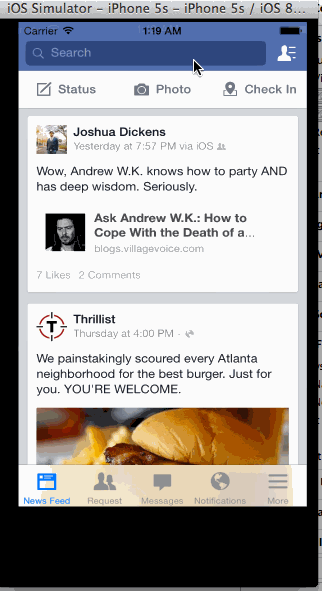 iOS Simulator - iPhone 5s - iPhone 5s / iOS 8...
Carrier 1:19 AM
Search
Status Photo Check In
Joshua Dickens
Yesterday at 7:57 PM via iOS
Wow, Andrew W.K. knows how to party AND
has deep wisdom. Seriously.
Ask Andrew W.K.: How to
Cope With the Death of a...
blogs.villagevoice.com
7 Likes 2 Comments
Thrillist
Thursday at 4:00 PM ·
We painstakingly scoured every Atlanta
neighborhood for the best burger. Just for
you. YOU'RE WELCOME.
News Feed Request Messages Notifications More